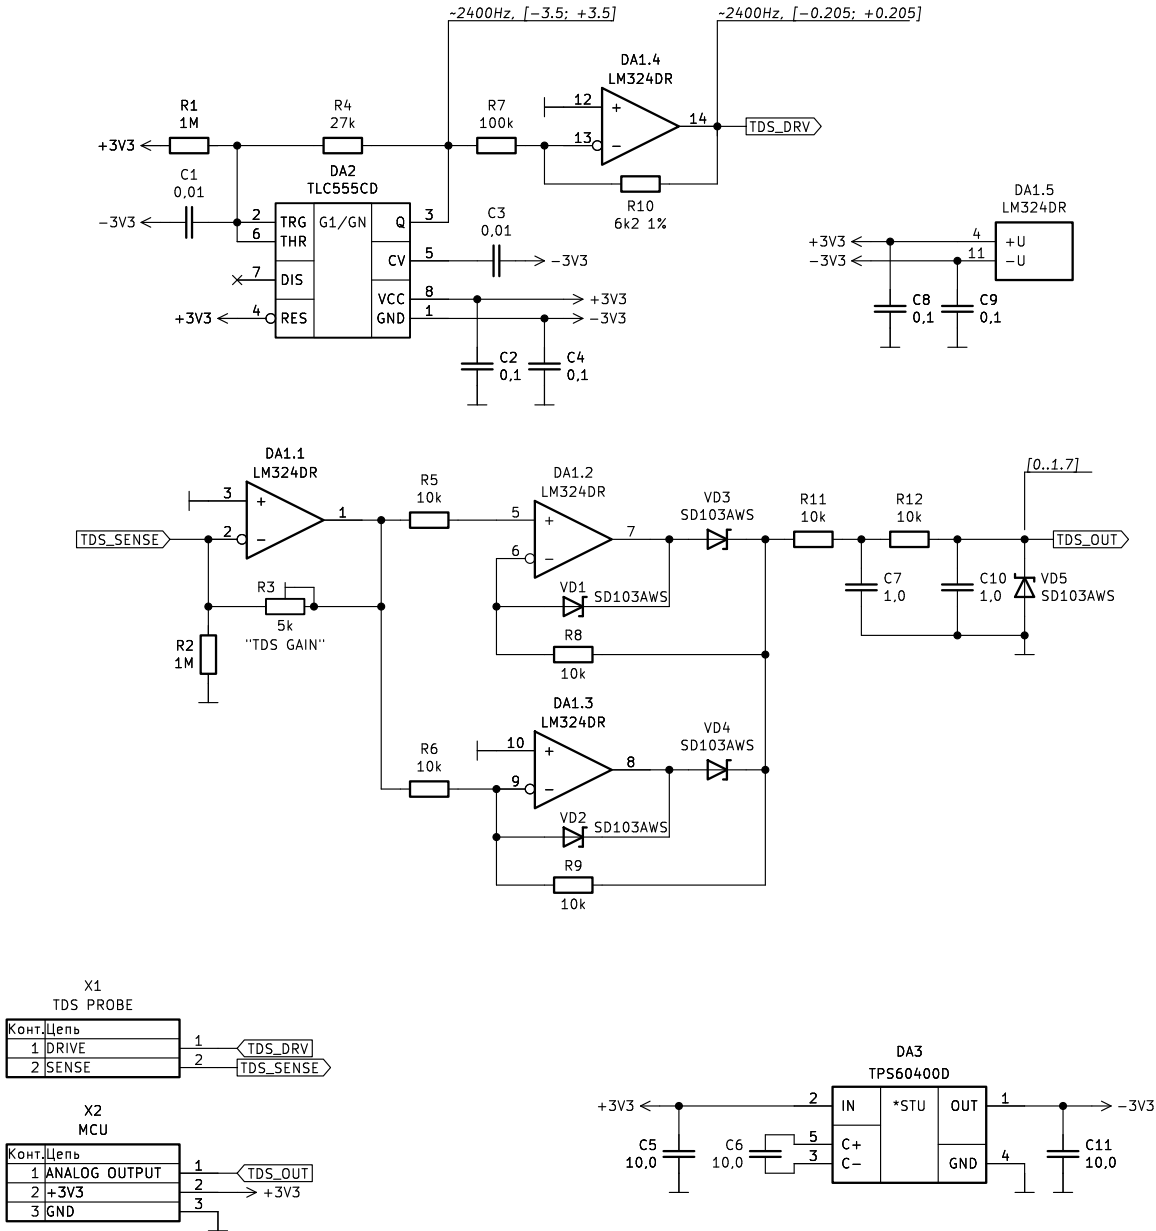 ~2400Hz, [-3.5; +3.5]
~2400Hz, [-0.205; +0.205]
DA1.4
LM324DR
R1
1M
R4
27k
R7
100k
12
+
14
TDS_DRV
+3V3
13
-
C1
0,01
DA2
TLC555CD
R10
6k2 1%
-3V3
2
TRG
G1/GN
Q
3
6
THR
C3
0,01
CV
5
-3V3
7
DIS
VCC
8
+3V3
+3V3
4
RES
GND
1
-3V3
C2
0,1
C4
0,1
DA1.5
LM324DR
+3V3
4
+U
-3V3
11
-U
C8
0,1
C9
0,1
DA1.1
LM324DR
3
+
1
TDS_SENSE
2
-
R3
5k
"TDS GAIN"
R2
1M
R5
10k
DA1.2
LM324DR
5
+
7
6
-
VD1
SD103AWS
R8
10k
VD3
SD103AWS
R11
10k
R12
10k
[0..1.7]
TDS_OUT
C7
1,0
C10
1,0
VD5
SD103AWS
R6
10k
DA1.3
LM324DR
10
+
8
9
-
VD4
SD103AWS
VD2
SD103AWS
R9
10k
X1
TDS PROBE
Конт. Цепь
1 DRIVE 1 TDS_DRV
2 SENSE 2 TDS_SENSE
X2
MCU
Конт. Цепь
1 ANALOG OUTPUT 1 TDS_OUT
2 +3V3 2 +3V3
3 GND 3
DA3
TPS60400D
+3V3
2
IN
*STU
OUT
1
-3V3
C5
10,0
C6
10,0
5
C+
3
C-
GND
4
C11
10,0